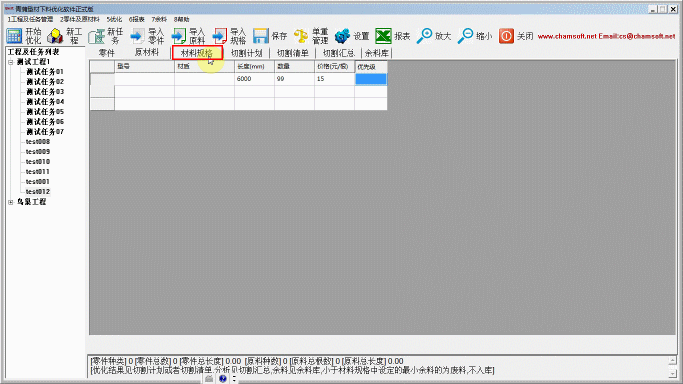 青铜型材下料优化软件正式版
1工程及任务管理 2零件及原材料 5优化 6报表 7余料 8帮助
开始优化 新工程 新任务 导入零件 导入原料 导入规格 保存 单重管理 设置 报表 放大 缩小 关闭 www.chamsoft.net Email:cs@chamsoft.net
工程及任务列表
零件 原材料 材料规格 切割计划 切割清单 切割汇总 余料库
型号 材质 长度(mm) 数量 价格(元/根) 优先级
6000 99 15
测试工程1
测试任务01
测试任务02
测试任务03
测试任务04
测试任务05
测试任务06
测试任务07
test008
test009
test010
test011
test001
test012
鸟巢工程
[零件种类] 0 [零件总数] 0 [零件总长度] 0.00 [原料种数] 0 [原料总根数] 0 [原料总长度] 0.00
[优化结果见切割计划或者切割清单,分析见切割汇总,余料见余料库,小于材料规格中设定的最小余料的为废料,不入库]